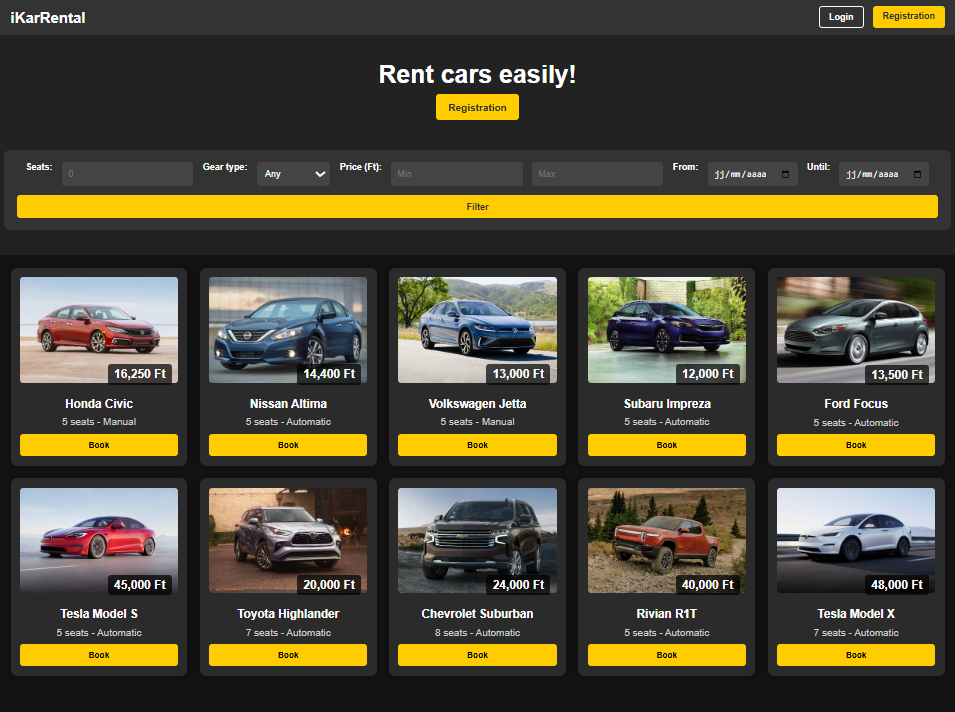 iKarRental
Login
Registration
Rent cars easily!
Registration
Seats:
0
Gear type:
Any
Price (Ft):
Min
Max
From:
jj/mm/aaaa
Until:
jj/mm/aaaa
Filter
16,250 Ft
Honda Civic
5 seats - Manual
Book
14,400 Ft
Nissan Altima
5 seats - Automatic
Book
13,000 Ft
Volkswagen Jetta
5 seats - Manual
Book
12,000 Ft
Subaru Impreza
5 seats - Automatic
Book
13,500 Ft
Ford Focus
5 seats - Automatic
Book
45,000 Ft
Tesla Model S
5 seats - Automatic
Book
20,000 Ft
Toyota Highlander
7 seats - Automatic
Book
24,000 Ft
Chevrolet Suburban
8 seats - Automatic
Book
40,000 Ft
Rivian R1T
5 seats - Automatic
Book
48,000 Ft
Tesla Model X
7 seats - Automatic
Book